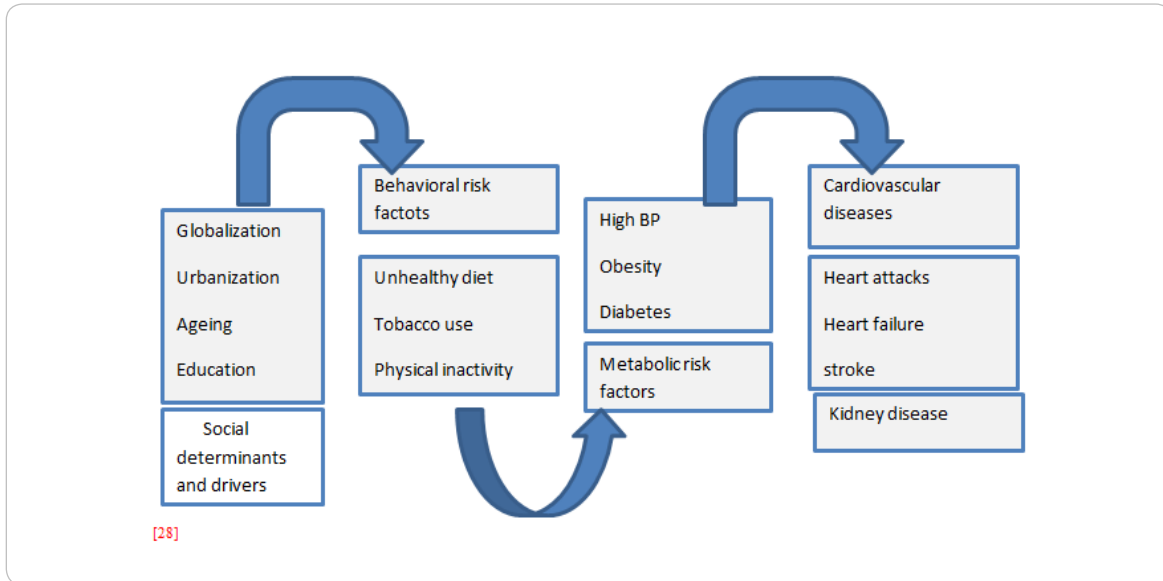 Globalization
Urbanization
Ageing
Education
Social
determinants
and drivers
Behavioral risk
factots
Unhealthy diet
Tobacco use
Physical inactivity
High BP
Obesity
Diabetes
Metabolic risk
factors
Cardiovascular
diseases
Heart attacks
Heart failure
stroke
Kidney disease
[28]